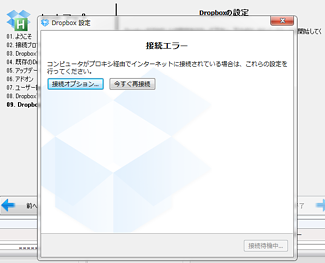 Dropboxの設定
Dropbox 設定
接続エラー
コンピュータがプロキシ経由でインターネットに接続されている場合は、これらの設定を
行ってください。
接続オプション... 今すぐ再接続
01. ようこそ
02. 接続プロ
03. Dropbox
04. 既存のDr
05. アップデー
06. アドオン
07. ユーザー
08. Dropbox
09. Dropbo
前へ
接続待機中...